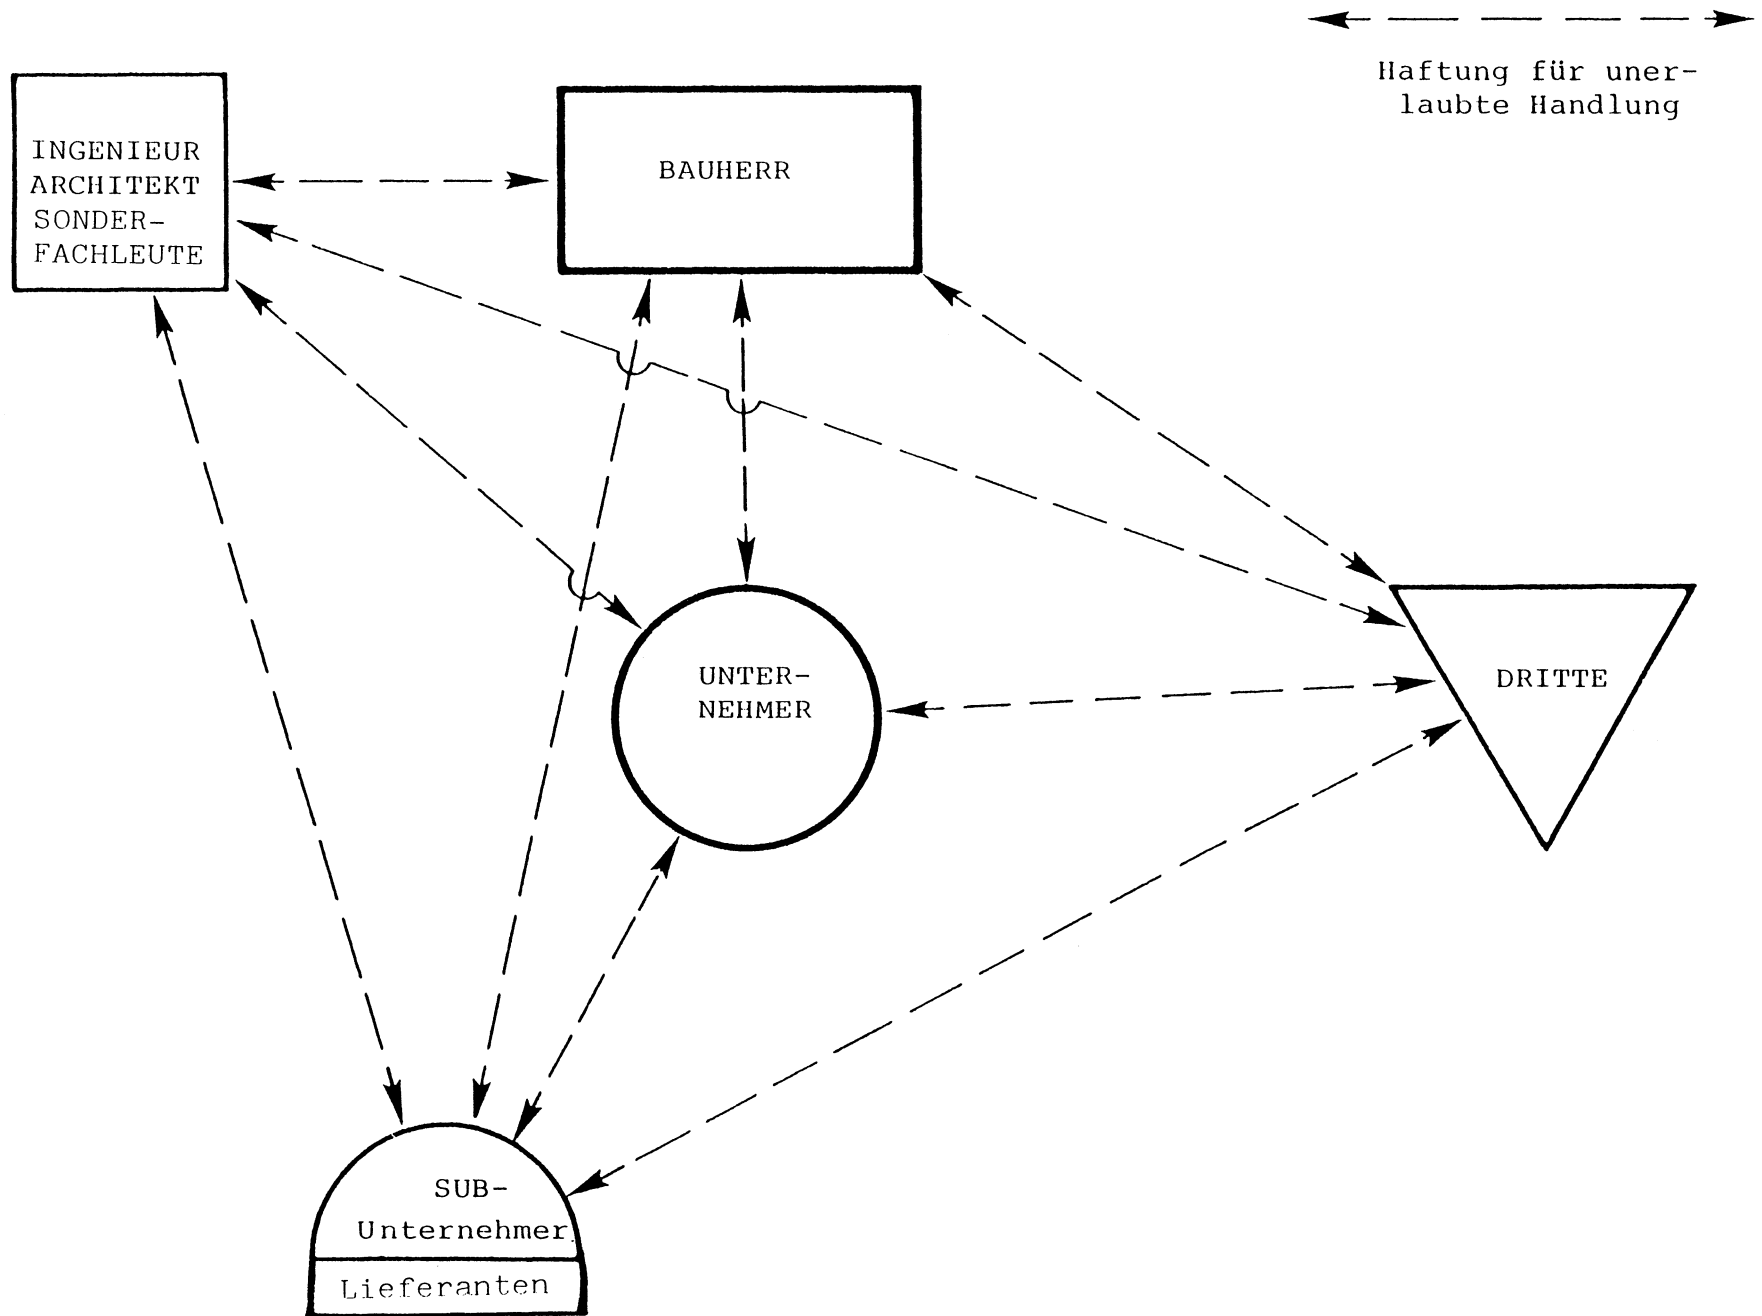 Haftung für uner-
laubte Handlung
INGENIEUR
ARCHITEKT
SONDER-
FACHLEUTE
BAUHERR
UNTER-
NEHMER
DRITTE
SUB-
Unternehmer
Lieferanten